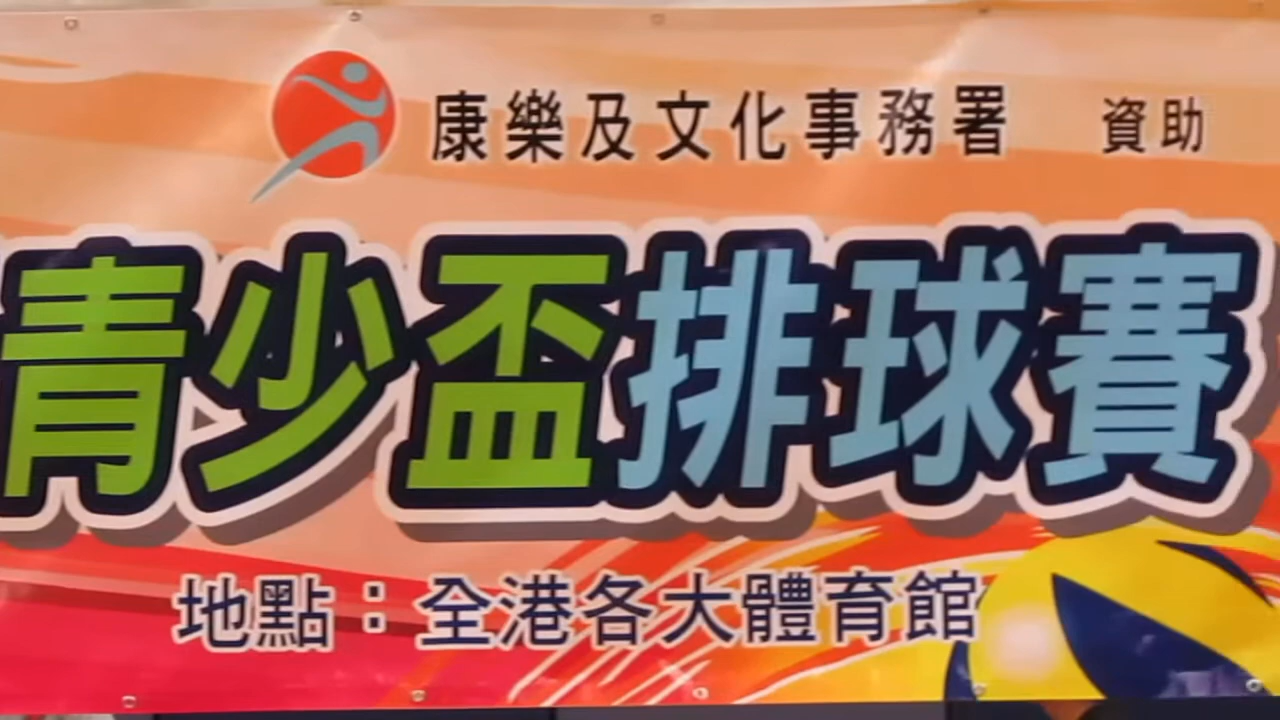 康樂及文化事務署 資助
青少盃排球賽
地點：全港各大體育館